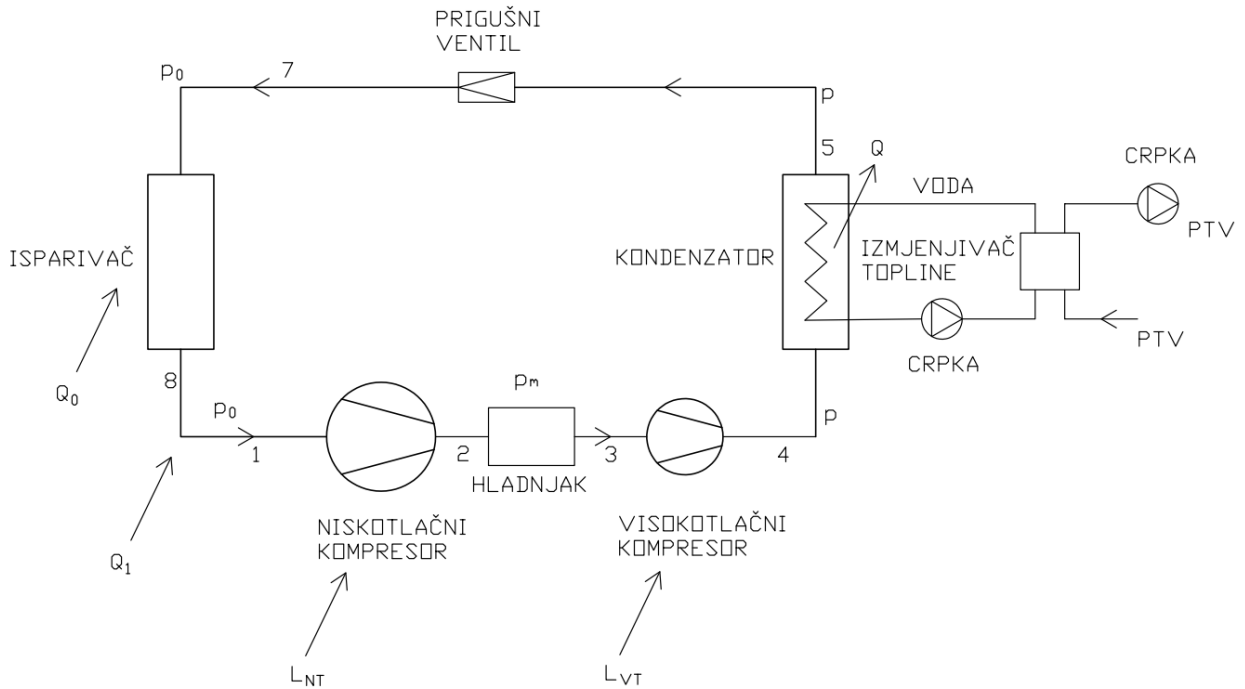 PRIGUŠNI
VENTIL
p0
7
p
5
Q
CRPKA
VODA
PTV
ISPARIVAČ
KONDENZATOR
IZMJENJIVAČ
TOPLINE
Q0
CRPKA
PTV
8
p0
pm
p
1
2
3
4
HLADNJAK
NISKOTLAČNI
KOMPRESOR
VISOKOTLAČNI
KOMPRESOR
Q1
LNT
LVT